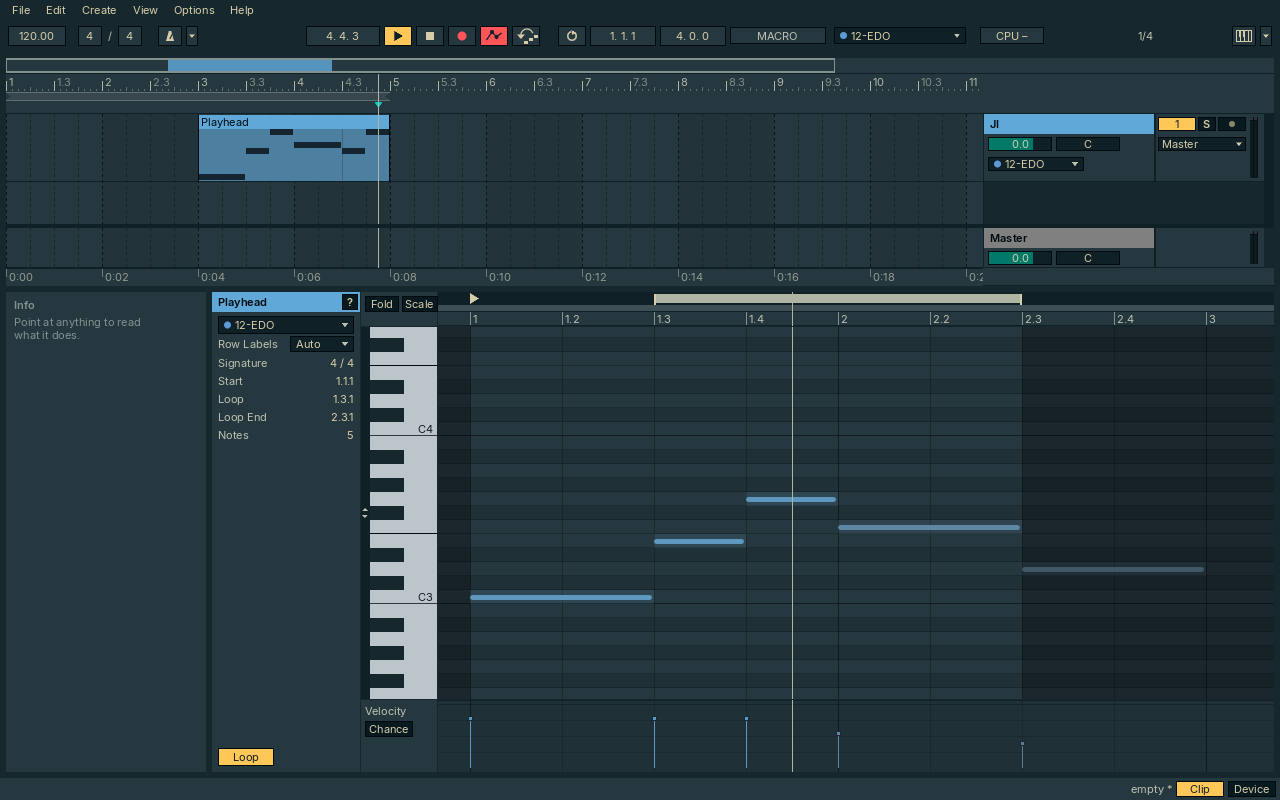 File Edit Create View Options Help
120.00 4 / 4 4. 4. 3 1. 1. 1 4. 0. 0 MACRO 12-EDO CPU – 1/4
1 1.3 2 2.3 3 3.3 4 4.3 5 5.3 6 6.3 7 7.3 8 8.3 9 9.3 10 10.3 11
Playhead JI 1 S
0.0 C Master
12-EDO
Master
0.0 C
0:00 0:02 0:04 0:06 0:08 0:10 0:12 0:14 0:16 0:18
Info
Point at anything to read
what it does.
Playhead ?
12-EDO
Row Labels Auto
Signature 4 / 4
Start 1.1.1
Loop 1.3.1
Loop End 2.3.1
Notes 5
Loop
Fold Scale
1 1.2 1.3 1.4 2 2.2 2.3 2.4 3
C4
C3
Velocity
Chance
empty * Clip Device